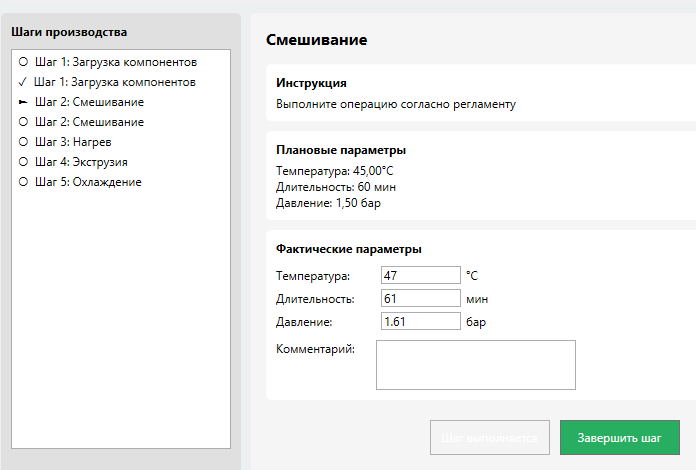 Шаги производства
○ Шаг 1: Загрузка компонентов
✓ Шаг 1: Загрузка компонентов
► Шаг 2: Смешивание
○ Шаг 2: Смешивание
○ Шаг 3: Нагрев
○ Шаг 4: Экструзия
○ Шаг 5: Охлаждение
Смешивание
Инструкция
Выполните операцию согласно регламенту
Плановые параметры
Температура: 45,00°C
Длительность: 60 мин
Давление: 1,50 бар
Фактические параметры
Температура: 47 °C
Длительность: 61 мин
Давление: 1.61 бар
Комментарий:
Шаг выполняется
Завершить шаг